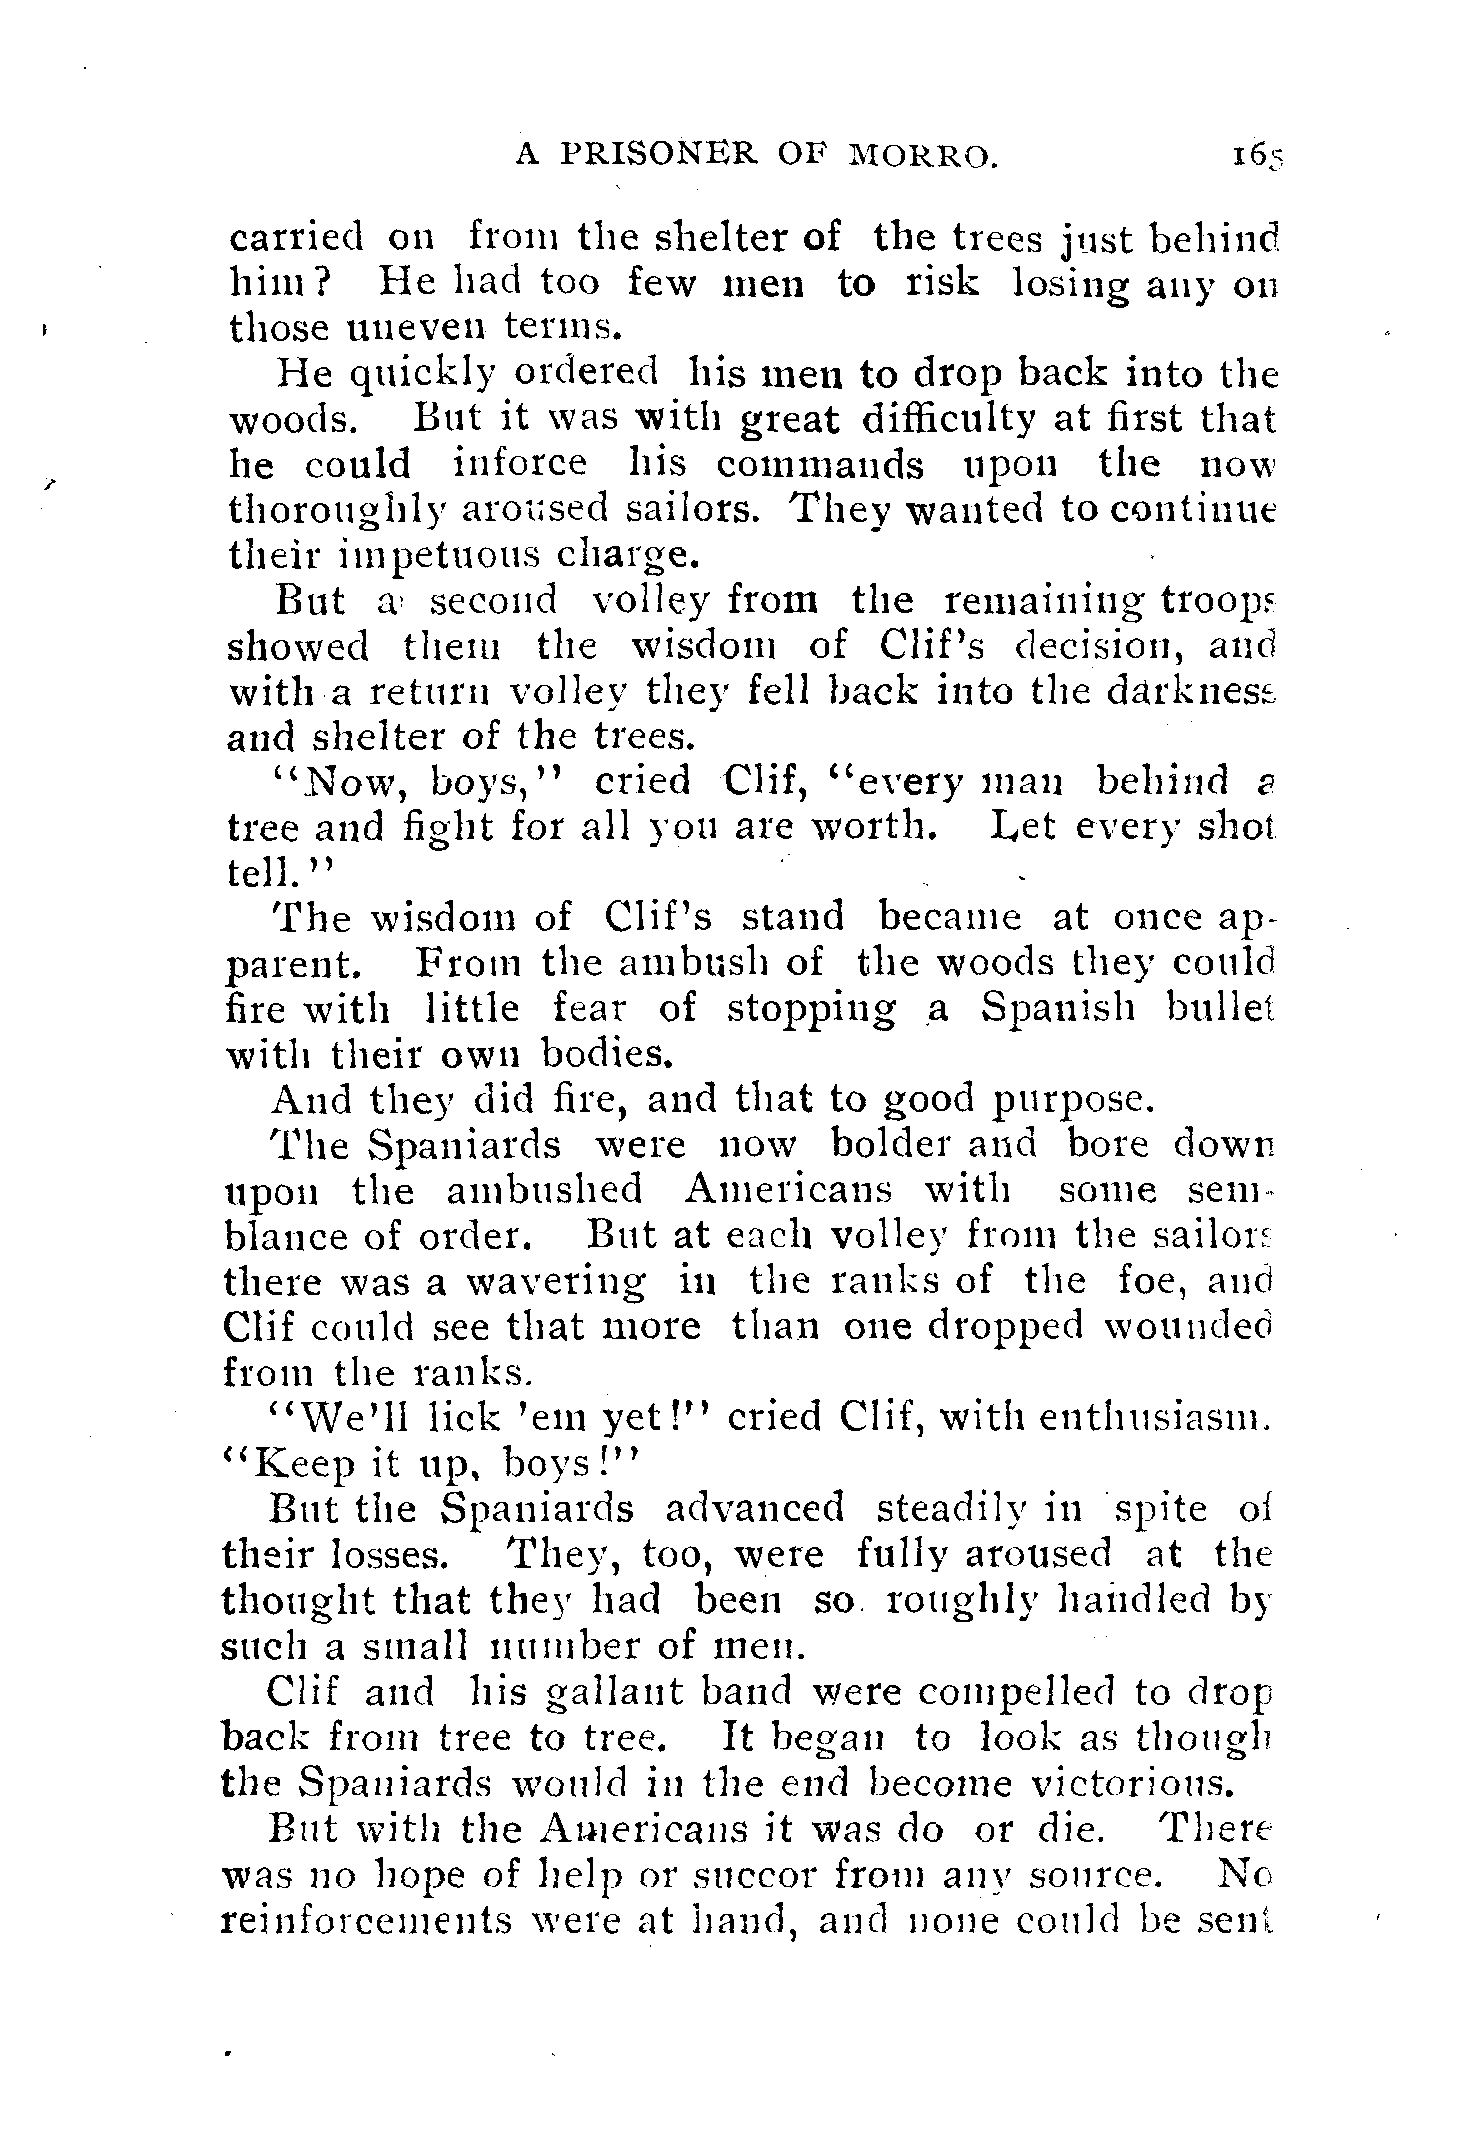 A PRISONER OF MORRO. 165
carried on from the shelter of the trees just behind
him? He had too few men to risk losing any on
those uneven terms.
He quickly ordered his men to drop back into the
woods. But it was with great difficulty at first that
he could inforce his commands upon the now
thoroughly aroused sailors. They wanted to continue
their impetuous charge.
But a second volley from the remaining troops
showed them the wisdom of Clif's decision, and
with a return volley they fell back into the darkness
and shelter of the trees.
"Now, boys," cried Clif, "every man behind a
tree and fight for all you are worth. Let every shot
tell."
The wisdom of Clif's stand became at once ap-
parent. From the ambush of the woods they could
fire with little fear of stopping a Spanish bullet
with their own bodies.
And they did fire, and that to good purpose.
The Spaniards were now bolder and bore down
upon the ambushed Americans with some sem-
blance of order. But at each volley from the sailors
there was a wavering in the ranks of the foe, and
Clif could see that more than one dropped wounded
from the ranks.
"We'll lick 'em yet!" cried Clif, with enthusiasm.
"Keep it up, boys!"
But the Spaniards advanced steadily in spite of
their losses. They, too, were fully aroused at the
thought that they had been so roughly handled by
such a small number of men.
Clif and his gallant band were compelled to drop
back from tree to tree. It began to look as though
the Spaniards would in the end become victorious.
But with the Americans it was do or die. There
was no hope of help or succor from any source. No
reinforcements were at hand, and none could be sent